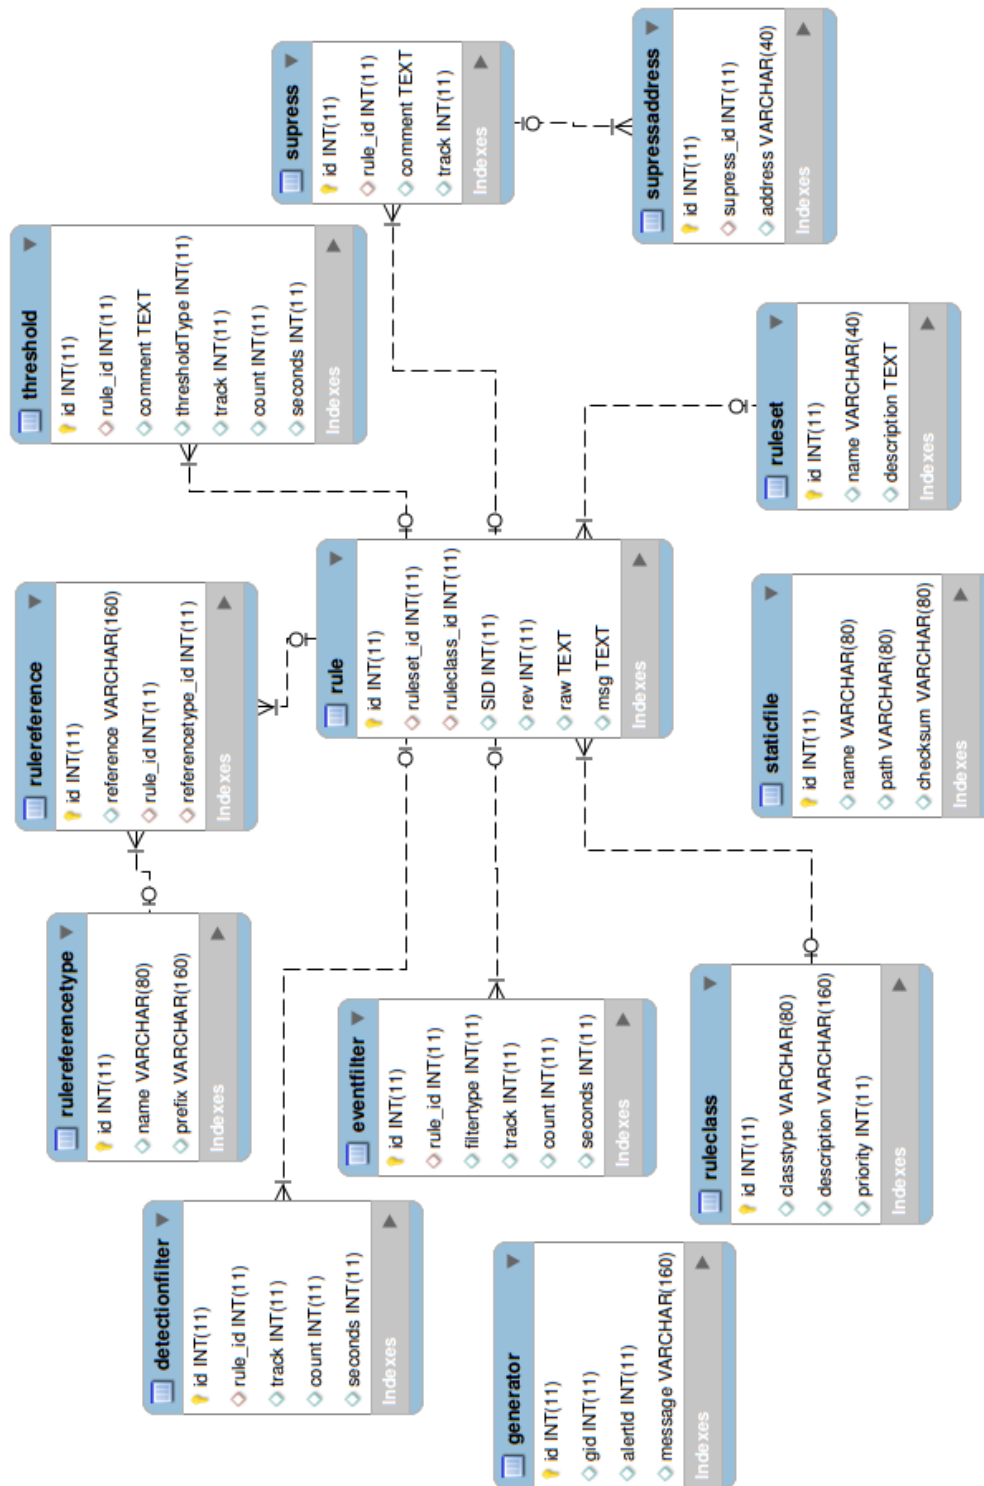 detectionfilter
id INT(11)
rule_id INT(11)
track INT(11)
count INT(11)
seconds INT(11)
Indexes
rulereferencetype
id INT(11)
name VARCHAR(80)
prefix VARCHAR(160)
Indexes
rulereference
id INT(11)
reference VARCHAR(160)
rule_id INT(11)
referencetype_id INT(11)
Indexes
threshold
id INT(11)
rule_id INT(11)
comment TEXT
thresholdType INT(11)
track INT(11)
count INT(11)
seconds INT(11)
Indexes
supress
id INT(11)
rule_id INT(11)
comment TEXT
track INT(11)
Indexes
eventfilter
id INT(11)
rule_id INT(11)
filtertype INT(11)
track INT(11)
count INT(11)
seconds INT(11)
Indexes
rule
id INT(11)
ruleset_id INT(11)
ruleclass_id INT(11)
SID INT(11)
rev INT(11)
raw TEXT
msg TEXT
Indexes
generator
id INT(11)
gid INT(11)
alertId INT(11)
message VARCHAR(160)
Indexes
ruleclass
id INT(11)
classtype VARCHAR(80)
description VARCHAR(160)
priority INT(11)
Indexes
staticfile
id INT(11)
name VARCHAR(80)
path VARCHAR(80)
checksum VARCHAR(80)
Indexes
ruleset
id INT(11)
name VARCHAR(40)
description TEXT
Indexes
supressaddress
id INT(11)
supress_id INT(11)
address VARCHAR(40)
Indexes